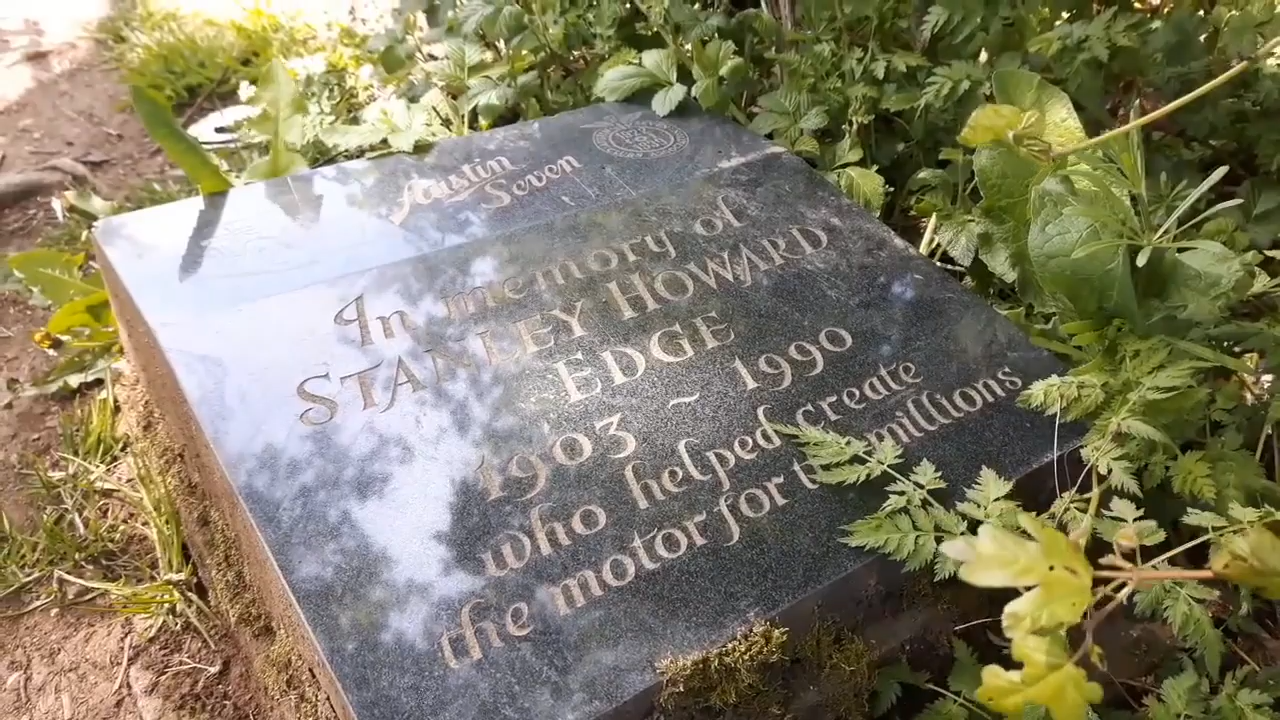 Austin
Seven
In memory of
STANLEY HOWARD
EDGE
1903 ~ 1990
who helped create
the motor for millions